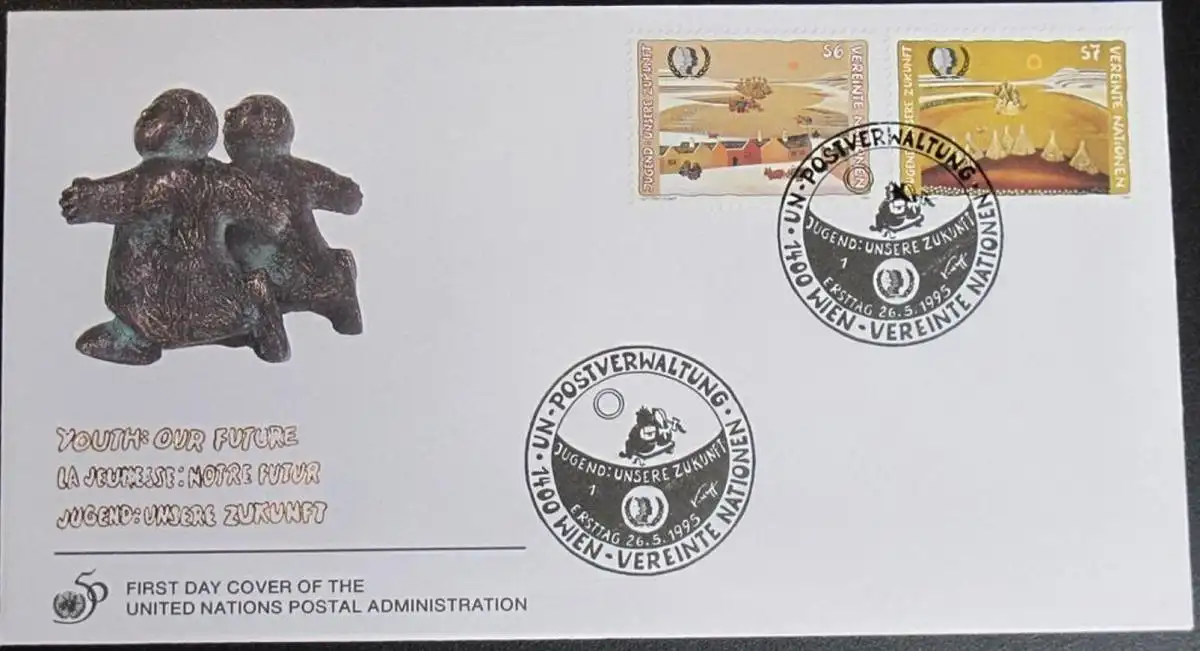 S6
JUGEND: UNSERE ZUKUNFT
VEREINTE NATIONEN
S7
JUGEND: UNSERE ZUKUNFT
VEREINTE NATIONEN
UN-POSTVERWALTUNG
JUGEND: UNSERE ZUKUNFT
1
ERSTTAG 26.5.1995
1400 WIEN-VEREINTE NATIONEN
UN-POSTVERWALTUNG
JUGEND: UNSERE ZUKUNFT
1
ERSTTAG 26.5.1995
1400 WIEN-VEREINTE NATIONEN
YOUTH: OUR FUTURE
LA JEUNESSE: NOTRE FUTUR
JUGEND: UNSERE ZUKUNFT
50
FIRST DAY COVER OF THE
UNITED NATIONS POSTAL ADMINISTRATION